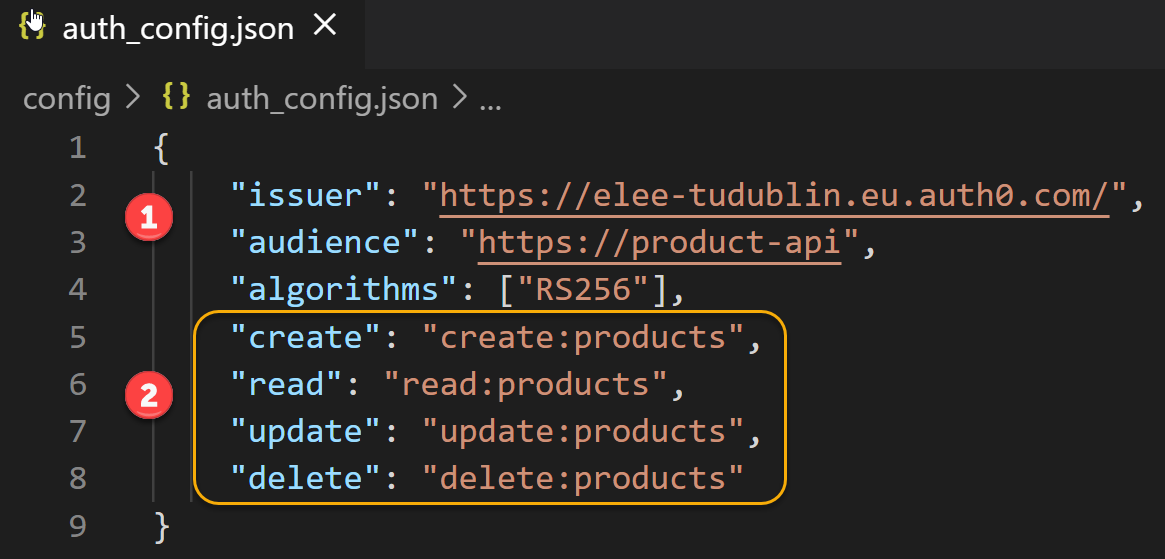 {} auth_config.json ×
config > {} auth_config.json > ...
1 {
2 "issuer": "https://elee-tudublin.eu.auth0.com/",
1
3 "audience": "https://product-api",
4 "algorithms": ["RS256"],
5 "create": "create:products",
6 "read": "read:products",
2
7 "update": "update:products",
8 "delete": "delete:products"
9 }